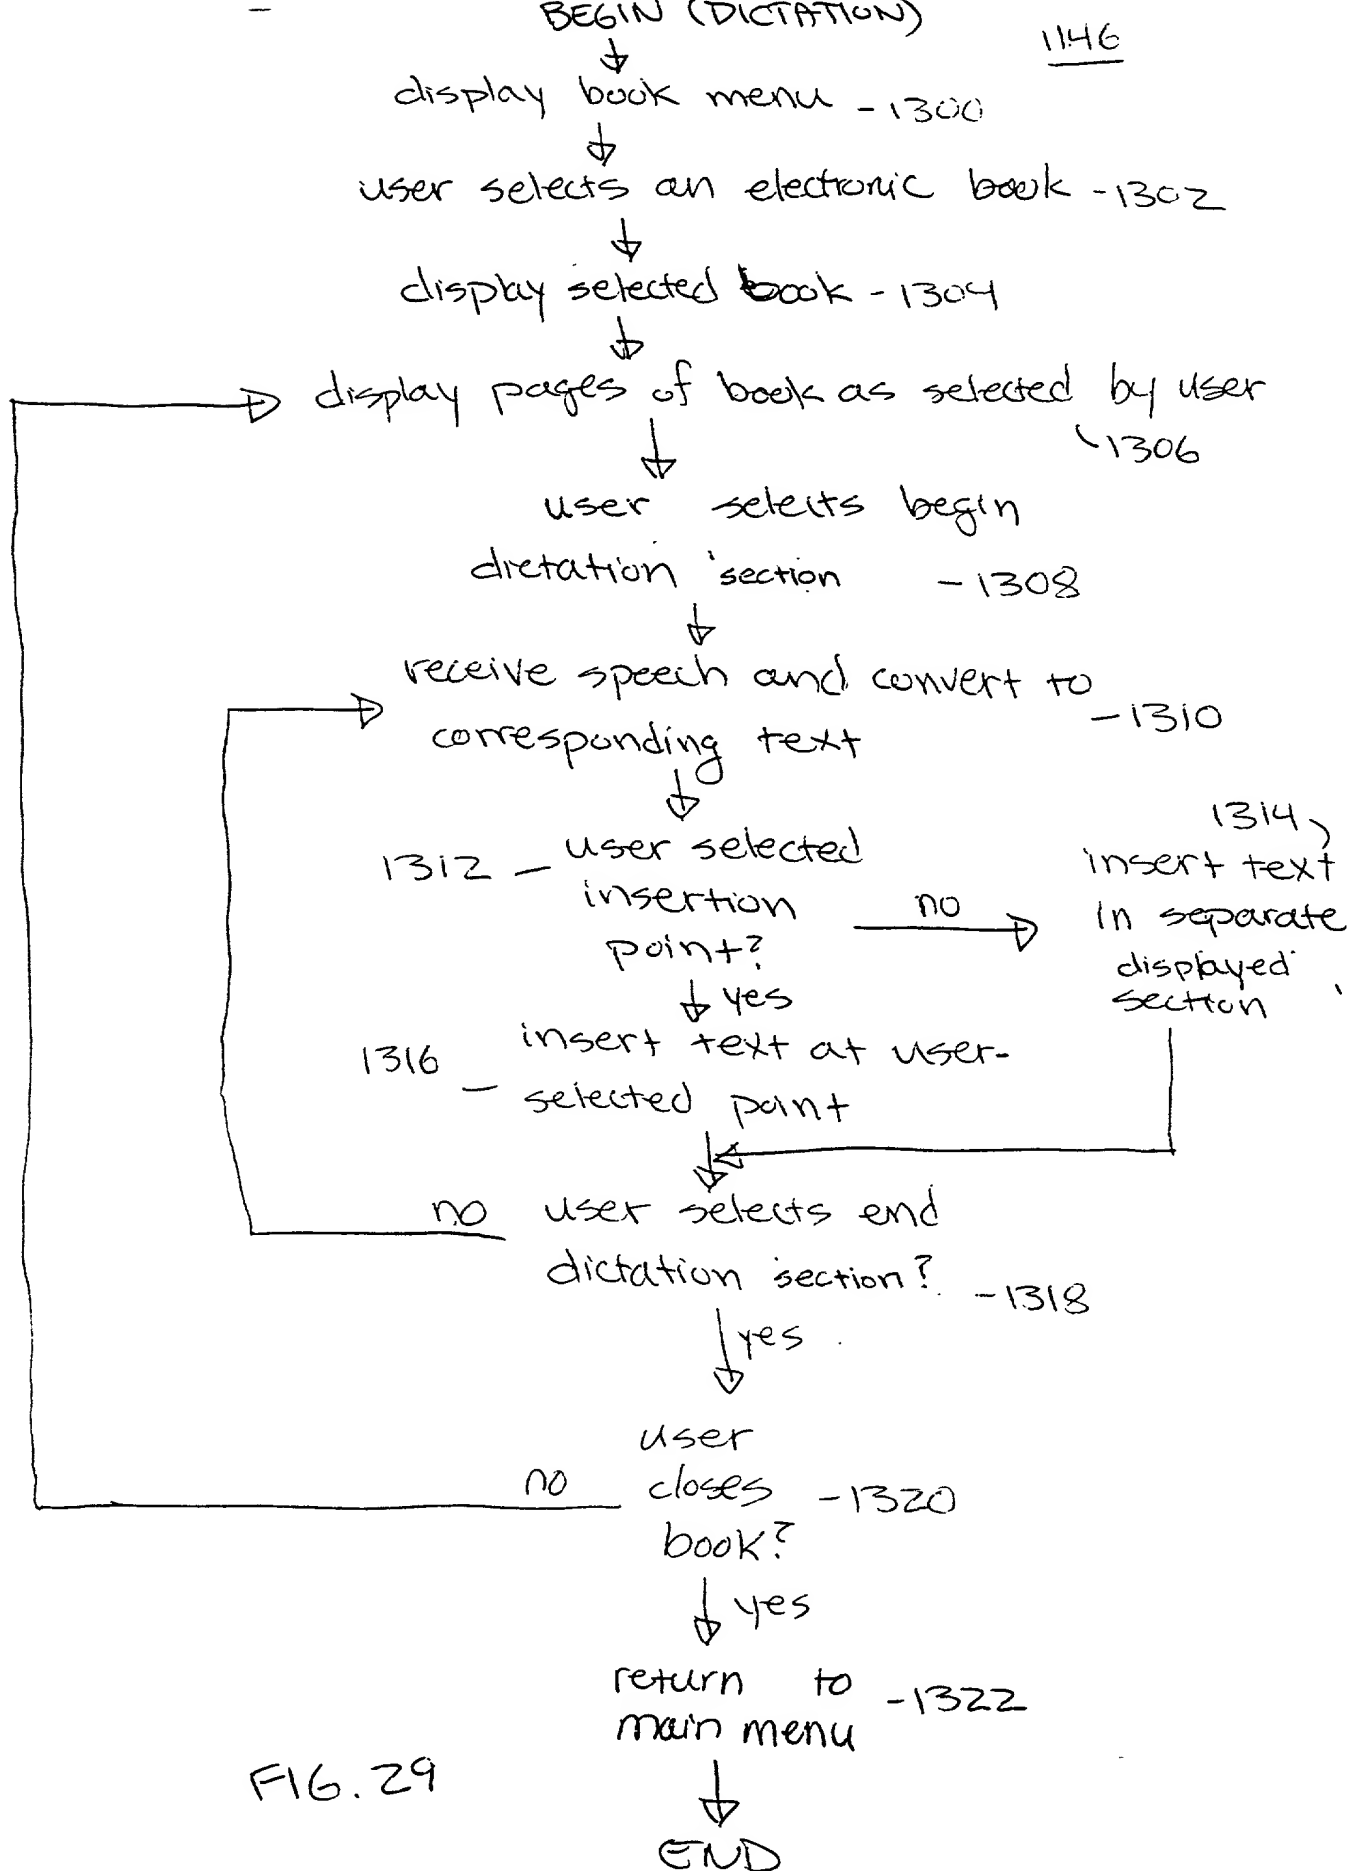 BEGIN (DICTATION)
1146
display book menu - 1300
user selects an electronic book - 1302
display selected book - 1304
display pages of book as selected by user
1306
user selects begin
dictation section - 1308
receive speech and convert to
corresponding text - 1310
1312 - user selected
insertion
point?
no
1314
insert text
in separate
displayed
section
yes
1316 - insert text at user-
selected point
no user selects end
dictation section? - 1318
yes
user
no closes - 1320
book?
yes
return to
main menu - 1322
FIG. 29
END